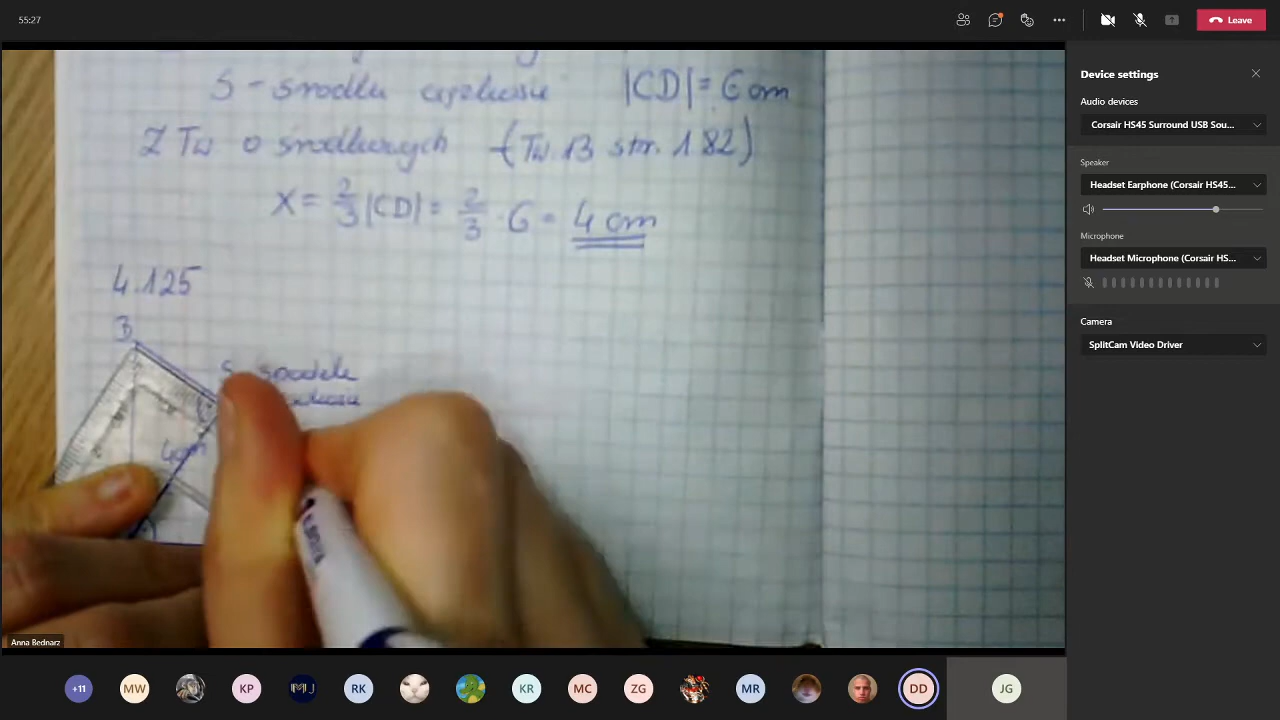 55:27
Leave
S - środek ciężkości |CD| = 6 cm
Z Tw o środkowych - (Tw. 13 str. 182)
X = 2/3 |CD| = 2/3 · 6 = 4 cm
4.125
B
S - środek
4cm
Anna Bednarz
Device settings
Audio devices
Corsair HS45 Surround USB Sou...
Speaker
Headset Earphone (Corsair HS45...
Microphone
Headset Microphone (Corsair HS...
Camera
SplitCam Video Driver
+11 MW KP MJ RK KR MC ZG MR DD JG